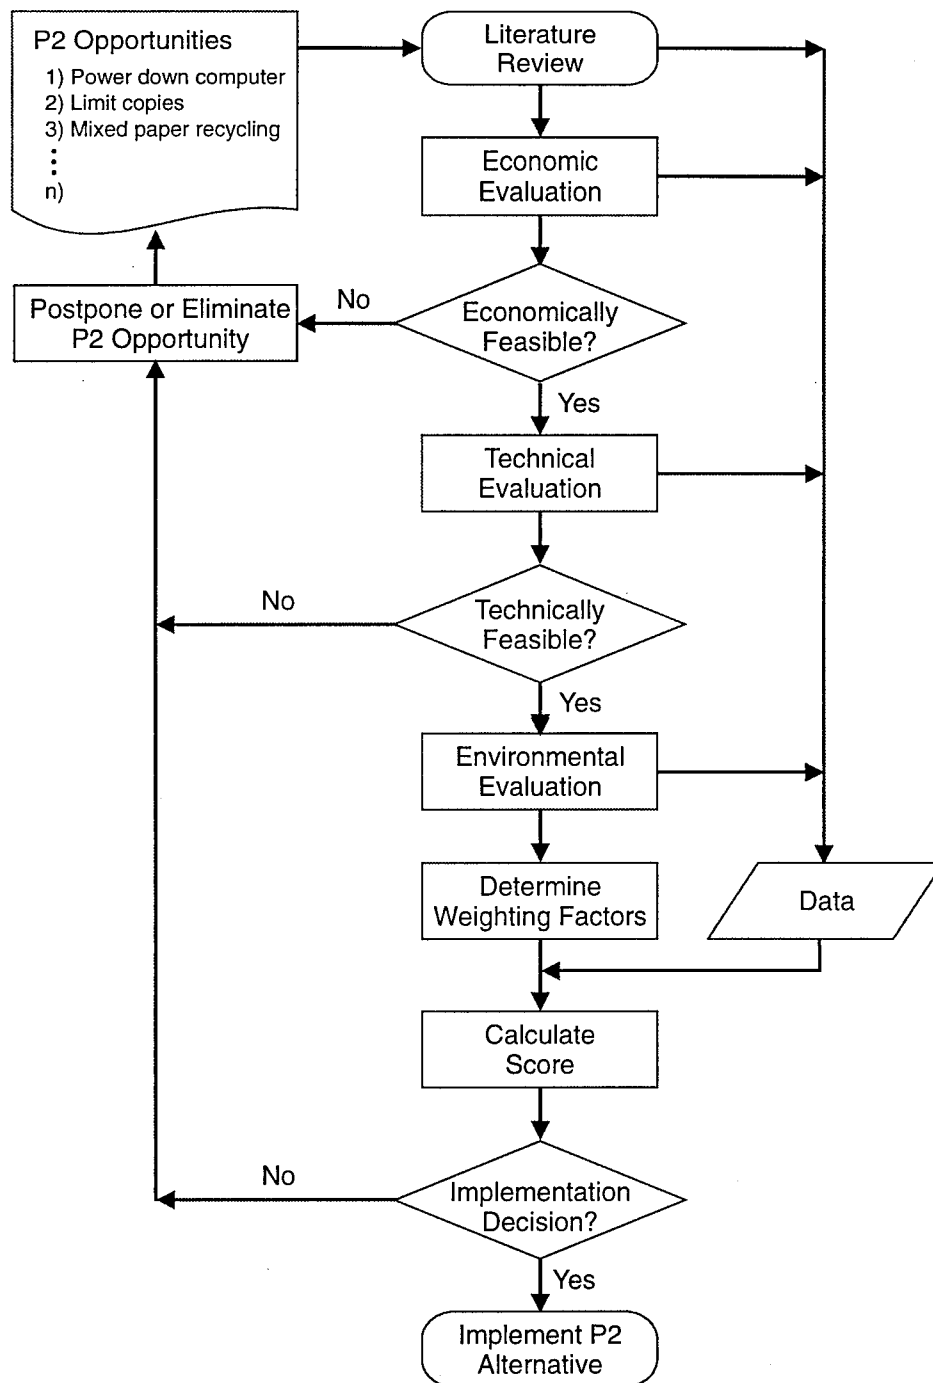 P2 Opportunities
1) Power down computer
2) Limit copies
3) Mixed paper recycling
n)
Literature
Review
Economic
Evaluation
Economically
Feasible?
No
Postpone or Eliminate
P2 Opportunity
Yes
Technical
Evaluation
Technically
Feasible?
No
Yes
Environmental
Evaluation
Determine
Weighting Factors
Data
Calculate
Score
Implementation
Decision?
No
Yes
Implement P2
Alternative